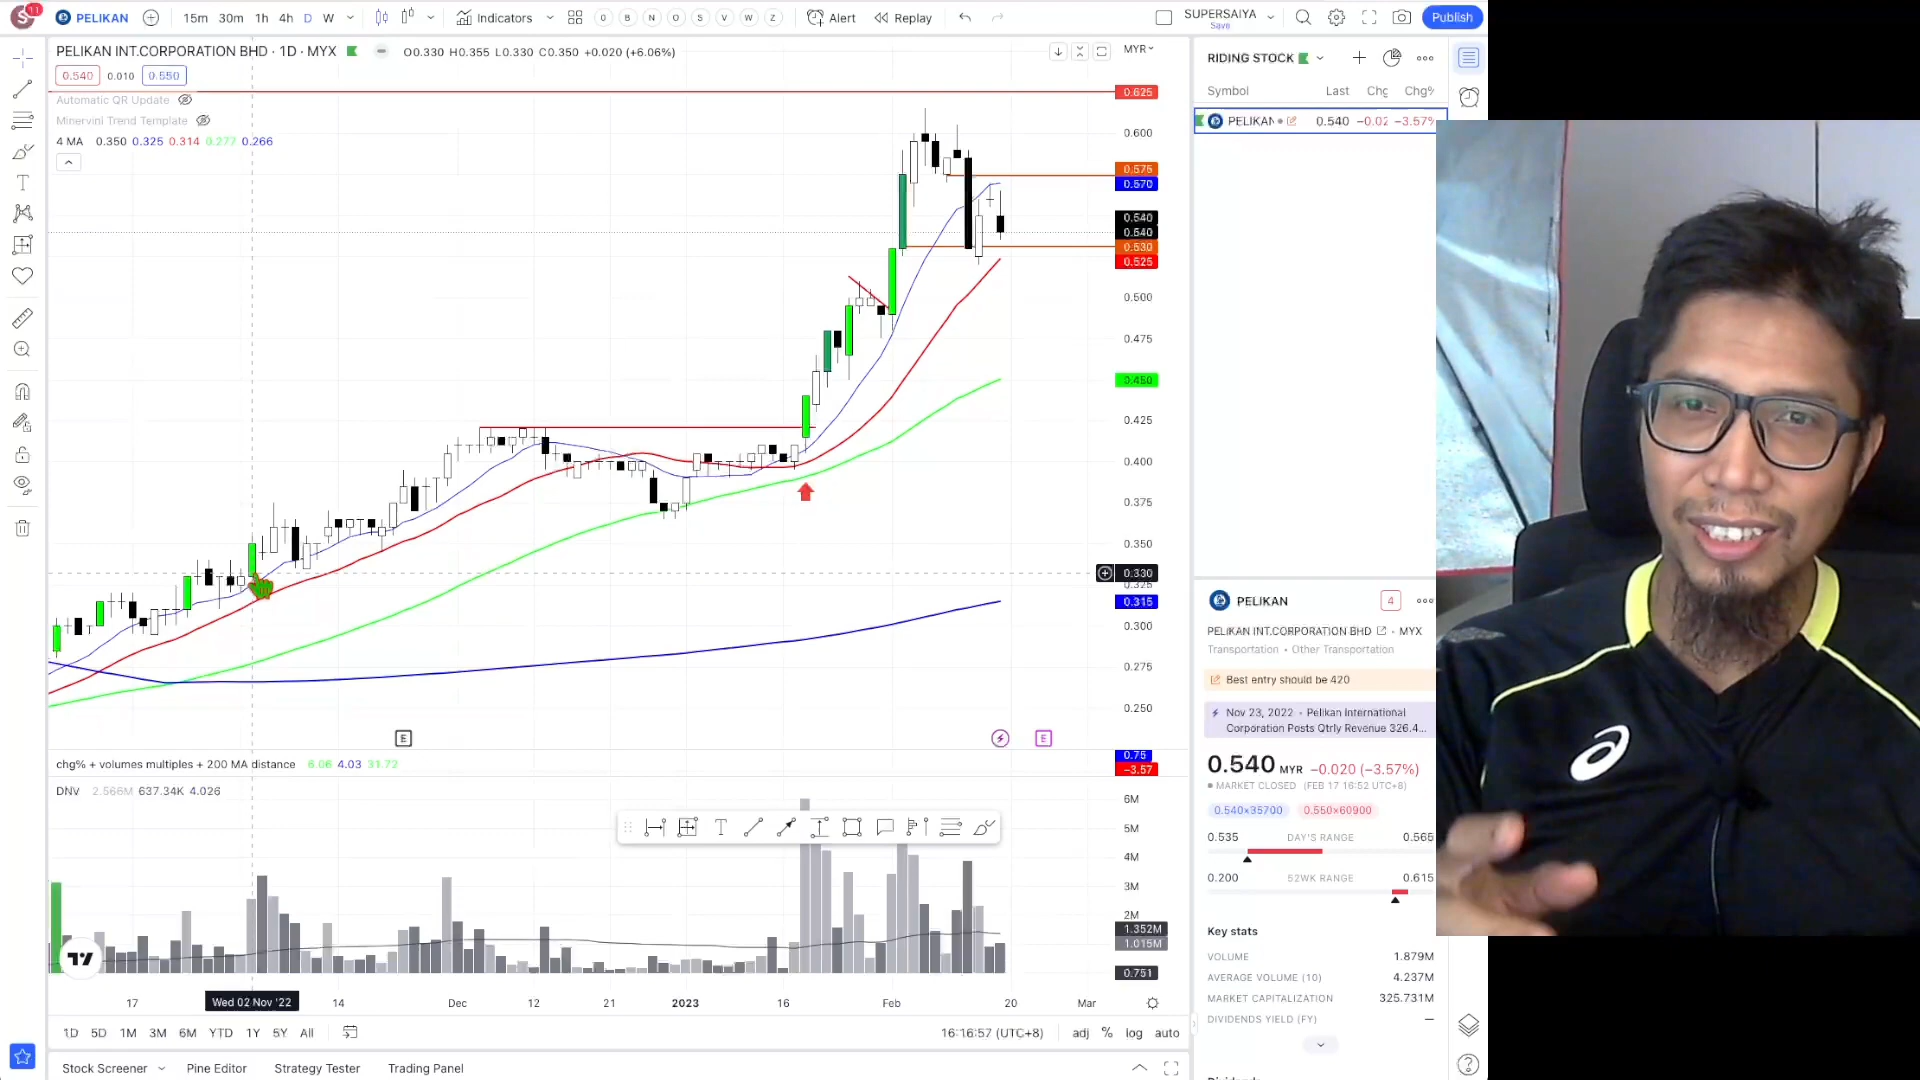 11
PELIKAN
15m 30m 1h 4h D W
Indicators
O B N O S V W Z
Alert
Replay
SUPERSAIYA
Save
Publish
PELIKAN INT.CORPORATION BHD · 1D · MYX
O0.330 H0.355 L0.330 C0.350 +0.020 (+6.06%)
MYR
0.540 0.010 0.550
Automatic QR Update
Minervini Trend Template
4 MA 0.350 0.325 0.314 0.277 0.266
0.625
0.600
0.575
0.570
0.540
0.540
0.530
0.525
0.500
0.475
0.450
0.425
0.400
0.375
0.350
0.330
0.325
0.315
0.300
0.275
0.250
E
E
chg% + volumes multiples + 200 MA distance 6.06 4.03 31.72
0.75
−3.57
DNV 2.566M 637.34K 4.026
6M
5M
4M
3M
2M
1.352M
1.015M
0.751
17 Wed 02 Nov '22 14 Dec 12 21 2023 16 Feb 20 Mar
1D 5D 1M 3M 6M YTD 1Y 5Y All
16:16:57 (UTC+8) adj % log auto
Stock Screener Pine Editor Strategy Tester Trading Panel
RIDING STOCK
Symbol Last Chg Chg%
PELIKAN 0.540 −0.02 −3.57%
PELIKAN 4
PELIKAN INT.CORPORATION BHD · MYX
Transportation · Other Transportation
Best entry should be 420
Nov 23, 2022 · Pelikan International
Corporation Posts Qtrly Revenue 326.4...
0.540 MYR −0.020 (−3.57%)
MARKET CLOSED (FEB 17 16:52 UTC+8)
0.540×35700 0.550×60900
0.535 DAY'S RANGE 0.565
0.200 52WK RANGE 0.615
Key stats
VOLUME 1.879M
AVERAGE VOLUME (10) 4.237M
MARKET CAPITALIZATION 325.731M
DIVIDENDS YIELD (FY) —